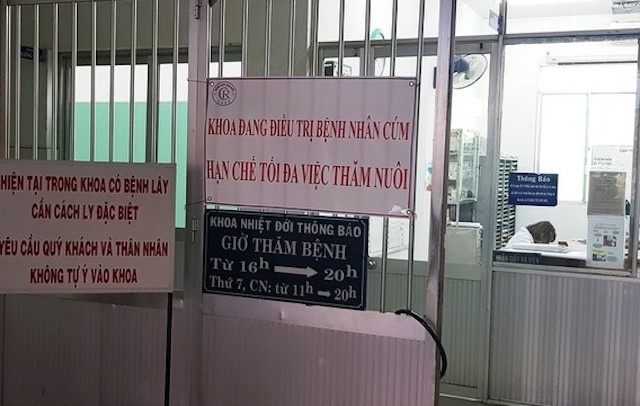 HIỆN TẠI TRONG KHOA CÓ BỆNH LÂY
CẦN CÁCH LY ĐẶC BIỆT
YÊU CẦU QUÝ KHÁCH VÀ THÂN NHÂN
KHÔNG TỰ Ý VÀO KHOA
KHOA ĐANG ĐIỀU TRỊ BỆNH NHÂN CÚM
HẠN CHẾ TỐI ĐA VIỆC THĂM NUÔI
KHOA NHIỆT ĐỚI THÔNG BÁO
GIỜ THĂM BỆNH
Từ 16h → 20h
Thứ 7, CN: từ 11h → 20h
Thông Báo